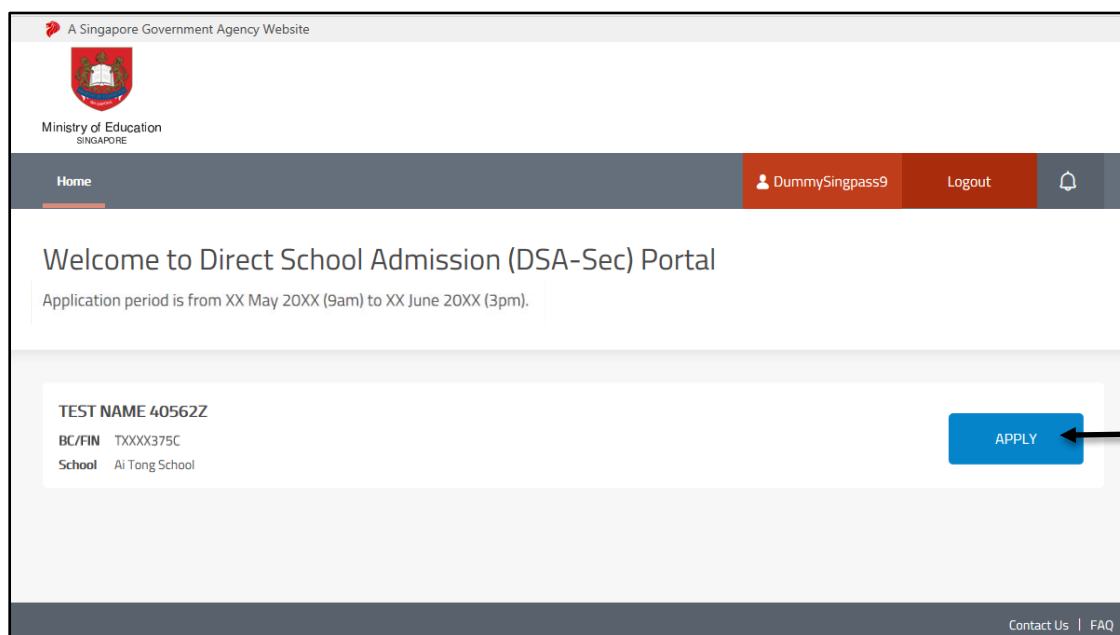 A Singapore Government Agency Website
Ministry of Education
SINGAPORE
Home
DummySingpass9
Logout
Welcome to Direct School Admission (DSA-Sec) Portal
Application period is from XX May 20XX (9am) to XX June 20XX (3pm).
TEST NAME 40562Z
BC/FIN TXXXX375C
School Ai Tong School
APPLY
Contact Us | FAQ